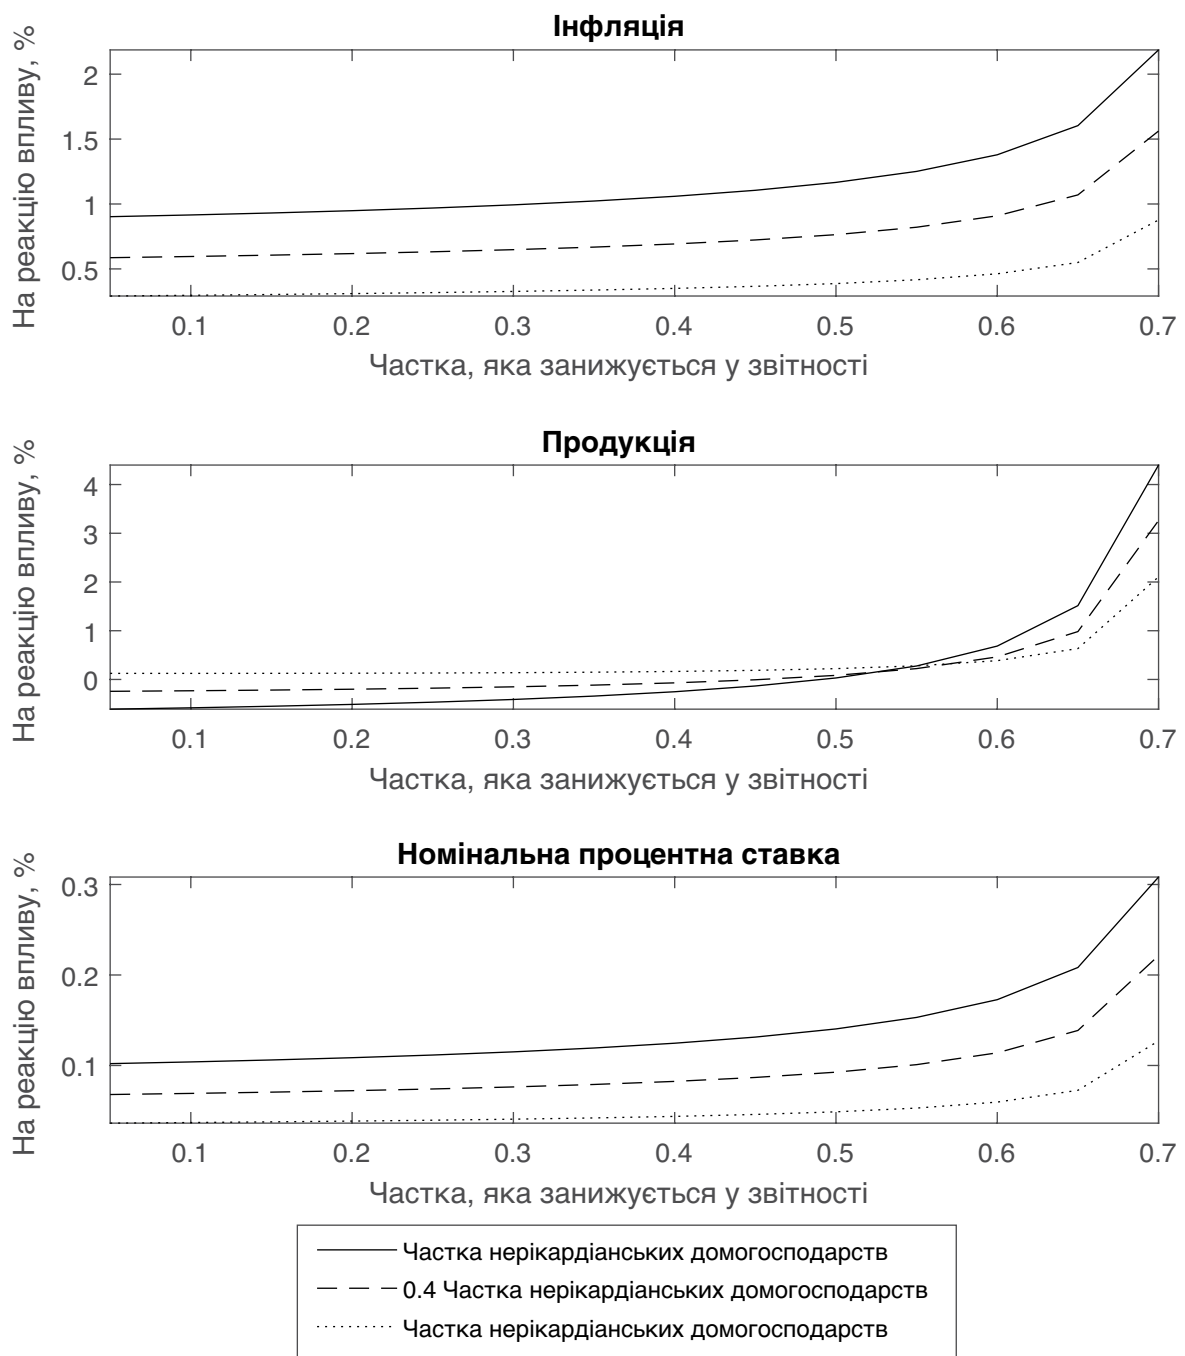 Інфляція
На реакцію впливу, %
2
1.5
1
0.5
0.1 0.2 0.3 0.4 0.5 0.6 0.7
Частка, яка занижується у звітності
Продукція
На реакцію впливу, %
4
3
2
1
0
0.1 0.2 0.3 0.4 0.5 0.6 0.7
Частка, яка занижується у звітності
Номінальна процентна ставка
На реакцію впливу, %
0.3
0.2
0.1
0.1 0.2 0.3 0.4 0.5 0.6 0.7
Частка, яка занижується у звітності
Частка нерікардіанських домогосподарств
0.4 Частка нерікардіанських домогосподарств
Частка нерікардіанських домогосподарств